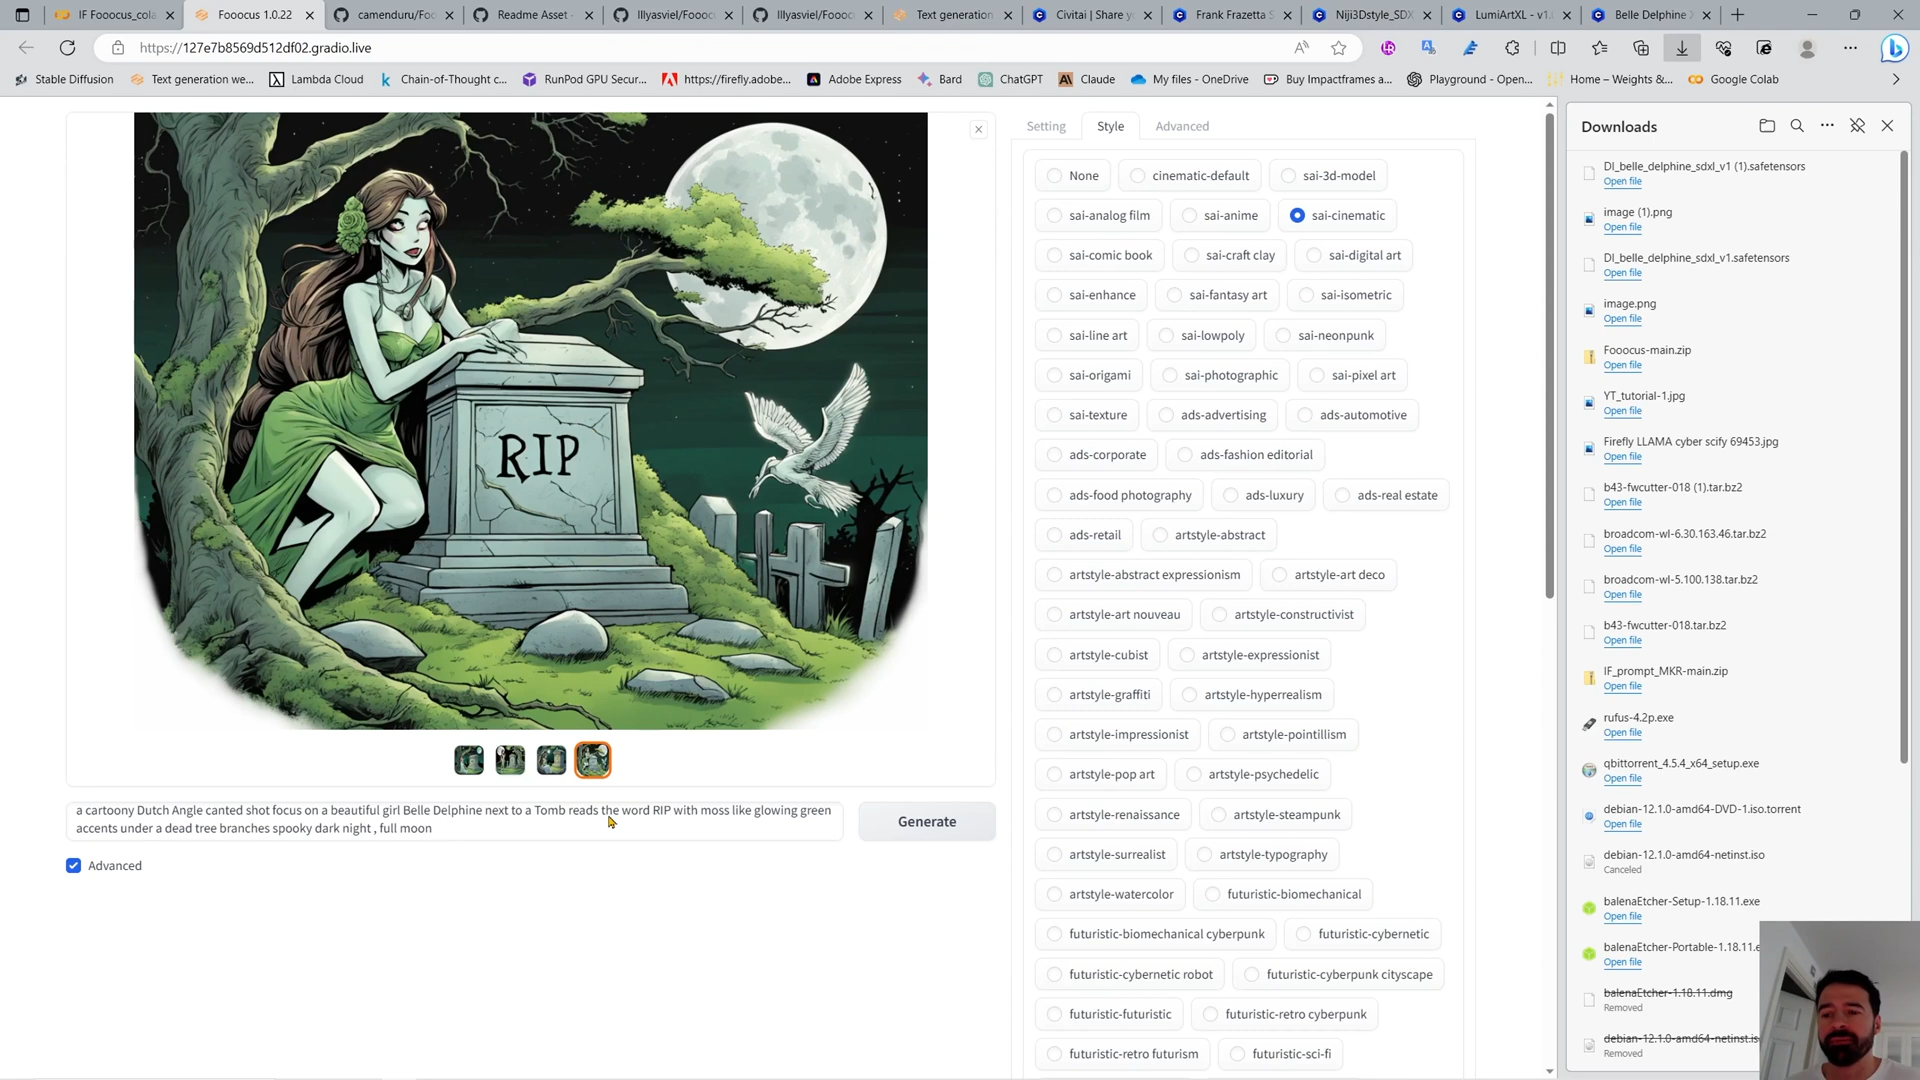 IF Fooocus_cola
Fooocus 1.0.22
camenduru/Foo
Readme Asset -
lllyasviel/Foooc
lllyasviel/Fooo
Text generation
Civitai | Share y
Frank Frazetta S
Niji3Dstyle_SDX
LumiArtXL - v1.
Belle Delphine X
https://127e7b8569d512df02.gradio.live
Stable Diffusion
Text generation we...
Lambda Cloud
Chain-of-Thought c...
RunPod GPU Secur...
https://firefly.adobe...
Adobe Express
Bard
ChatGPT
Claude
My files - OneDrive
Buy Impactframes a...
Playground - Open...
Home – Weights &...
Google Colab
RIP
a cartoony Dutch Angle canted shot focus on a beautiful girl Belle Delphine next to a Tomb reads the word RIP with moss like glowing green
accents under a dead tree branches spooky dark night , full moon
Generate
Advanced
Setting
Style
Advanced
None
cinematic-default
sai-3d-model
sai-analog film
sai-anime
sai-cinematic
sai-comic book
sai-craft clay
sai-digital art
sai-enhance
sai-fantasy art
sai-isometric
sai-line art
sai-lowpoly
sai-neonpunk
sai-origami
sai-photographic
sai-pixel art
sai-texture
ads-advertising
ads-automotive
ads-corporate
ads-fashion editorial
ads-food photography
ads-luxury
ads-real estate
ads-retail
artstyle-abstract
artstyle-abstract expressionism
artstyle-art deco
artstyle-art nouveau
artstyle-constructivist
artstyle-cubist
artstyle-expressionist
artstyle-graffiti
artstyle-hyperrealism
artstyle-impressionist
artstyle-pointillism
artstyle-pop art
artstyle-psychedelic
artstyle-renaissance
artstyle-steampunk
artstyle-surrealist
artstyle-typography
artstyle-watercolor
futuristic-biomechanical
futuristic-biomechanical cyberpunk
futuristic-cybernetic
futuristic-cybernetic robot
futuristic-cyberpunk cityscape
futuristic-futuristic
futuristic-retro cyberpunk
futuristic-retro futurism
futuristic-sci-fi
Downloads
DI_belle_delphine_sdxl_v1 (1).safetensors
Open file
image (1).png
Open file
DI_belle_delphine_sdxl_v1.safetensors
Open file
image.png
Open file
Fooocus-main.zip
Open file
YT_tutorial-1.jpg
Open file
Firefly LLAMA cyber scify 69453.jpg
Open file
b43-fwcutter-018 (1).tar.bz2
Open file
broadcom-wl-6.30.163.46.tar.bz2
Open file
broadcom-wl-5.100.138.tar.bz2
Open file
b43-fwcutter-018.tar.bz2
Open file
IF_prompt_MKR-main.zip
Open file
rufus-4.2p.exe
Open file
qbittorrent_4.5.4_x64_setup.exe
Open file
debian-12.1.0-amd64-DVD-1.iso.torrent
Open file
debian-12.1.0-amd64-netinst.iso
Canceled
balenaEtcher-Setup-1.18.11.exe
Open file
balenaEtcher-Portable-1.18.11.e
Open file
balenaEtcher-1.18.11.dmg
Removed
debian-12.1.0-amd64-netinst.is
Removed